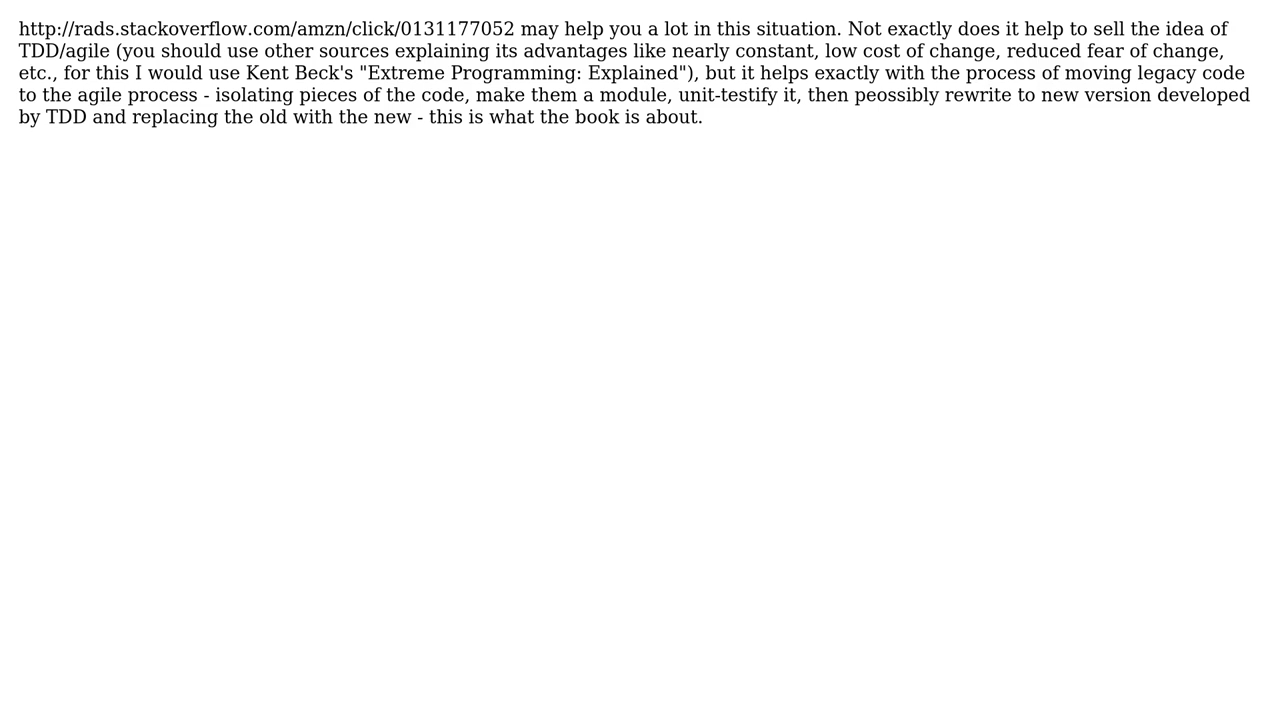 http://rads.stackoverflow.com/amzn/click/0131177052 may help you a lot in this situation. Not exactly does it help to sell the idea of
TDD/agile (you should use other sources explaining its advantages like nearly constant, low cost of change, reduced fear of change,
etc., for this I would use Kent Beck's "Extreme Programming: Explained"), but it helps exactly with the process of moving legacy code
to the agile process - isolating pieces of the code, make them a module, unit-testify it, then peossibly rewrite to new version developed
by TDD and replacing the old with the new - this is what the book is about.